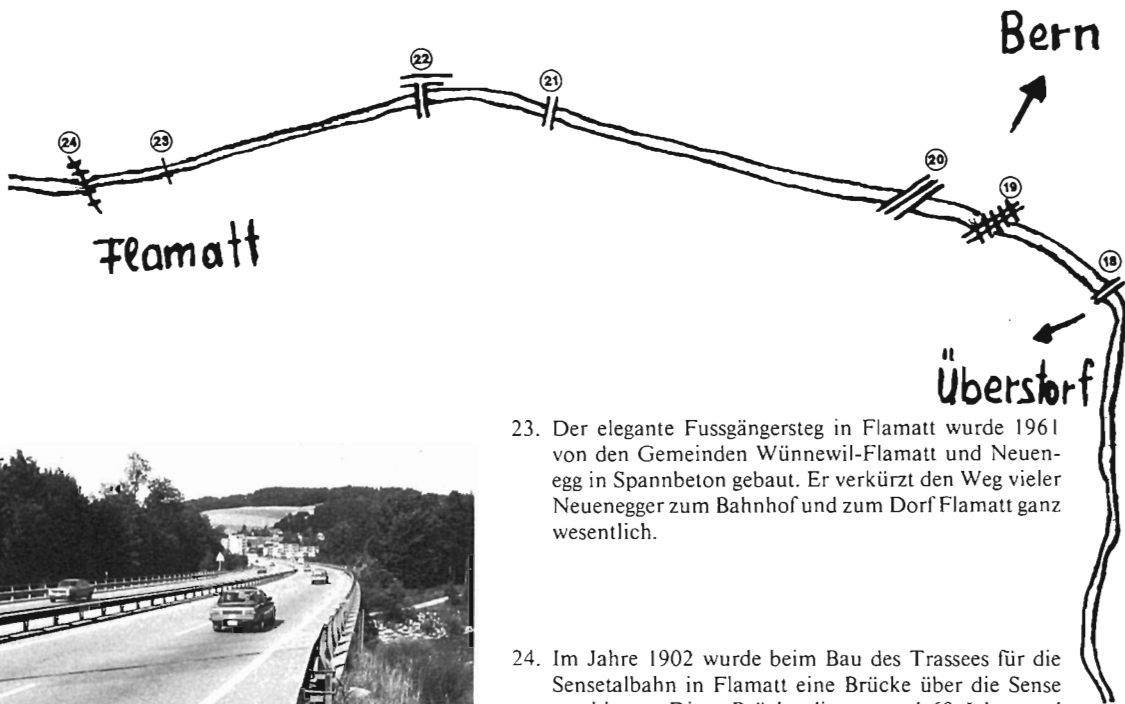 Bern
22
21
24
23
20
19
Flamatt
18
Überstorf
23. Der elegante Fussgängersteg in Flamatt wurde 1961
von den Gemeinden Wünnewil-Flamatt und Neuen-
egg in Spannbeton gebaut. Er verkürzt den Weg vieler
Neuenegger zum Bahnhof und zum Dorf Flamatt ganz
wesentlich.
24. Im Jahre 1902 wurde beim Bau des Trassees für die
Sensetalbahn in Flamatt eine Brücke über die Sense